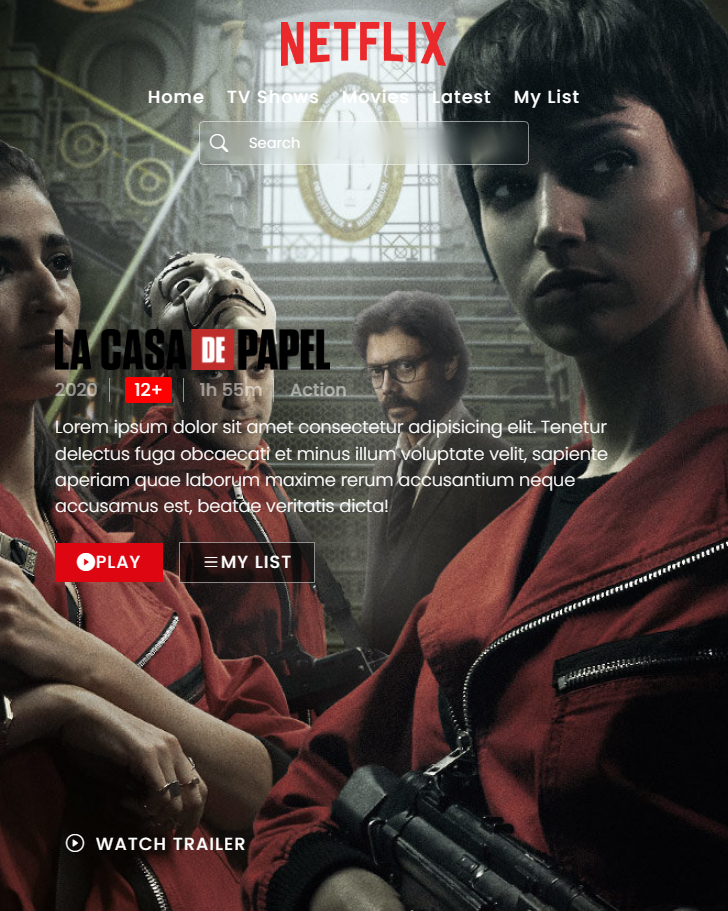 NETFLIX
Home TV Shows Movies Latest My List
Search
LA CASA DE PAPEL
2020 12+ 1h 55m Action
Lorem ipsum dolor sit amet consectetur adipisicing elit. Tenetur
delectus fuga obcaecati et minus illum voluptate velit, sapiente
aperiam quae laborum maxime rerum accusantium neque
accusamus est, beatae veritatis dicta!
PLAY MY LIST
WATCH TRAILER